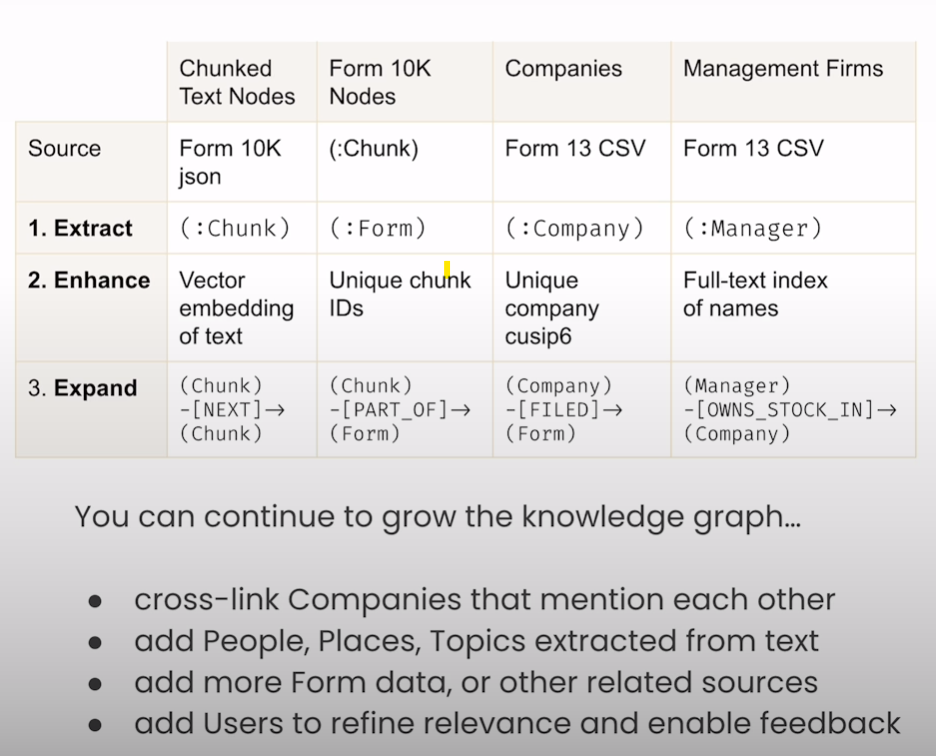 Chunked Text Nodes
Form 10K Nodes
Companies
Management Firms
Source
Form 10K json
(:Chunk)
Form 13 CSV
Form 13 CSV
1. Extract
(:Chunk)
(:Form)
(:Company)
(:Manager)
2. Enhance
Vector embedding of text
Unique chunk IDs
Unique company cusip6
Full-text index of names
3. Expand
(Chunk)
-[NEXT]→
(Chunk)
(Chunk)
-[PART_OF]→
(Form)
(Company)
-[FILED]→
(Form)
(Manager)
-[OWNS_STOCK_IN]→
(Company)
You can continue to grow the knowledge graph…
● cross-link Companies that mention each other
● add People, Places, Topics extracted from text
● add more Form data, or other related sources
● add Users to refine relevance and enable feedback